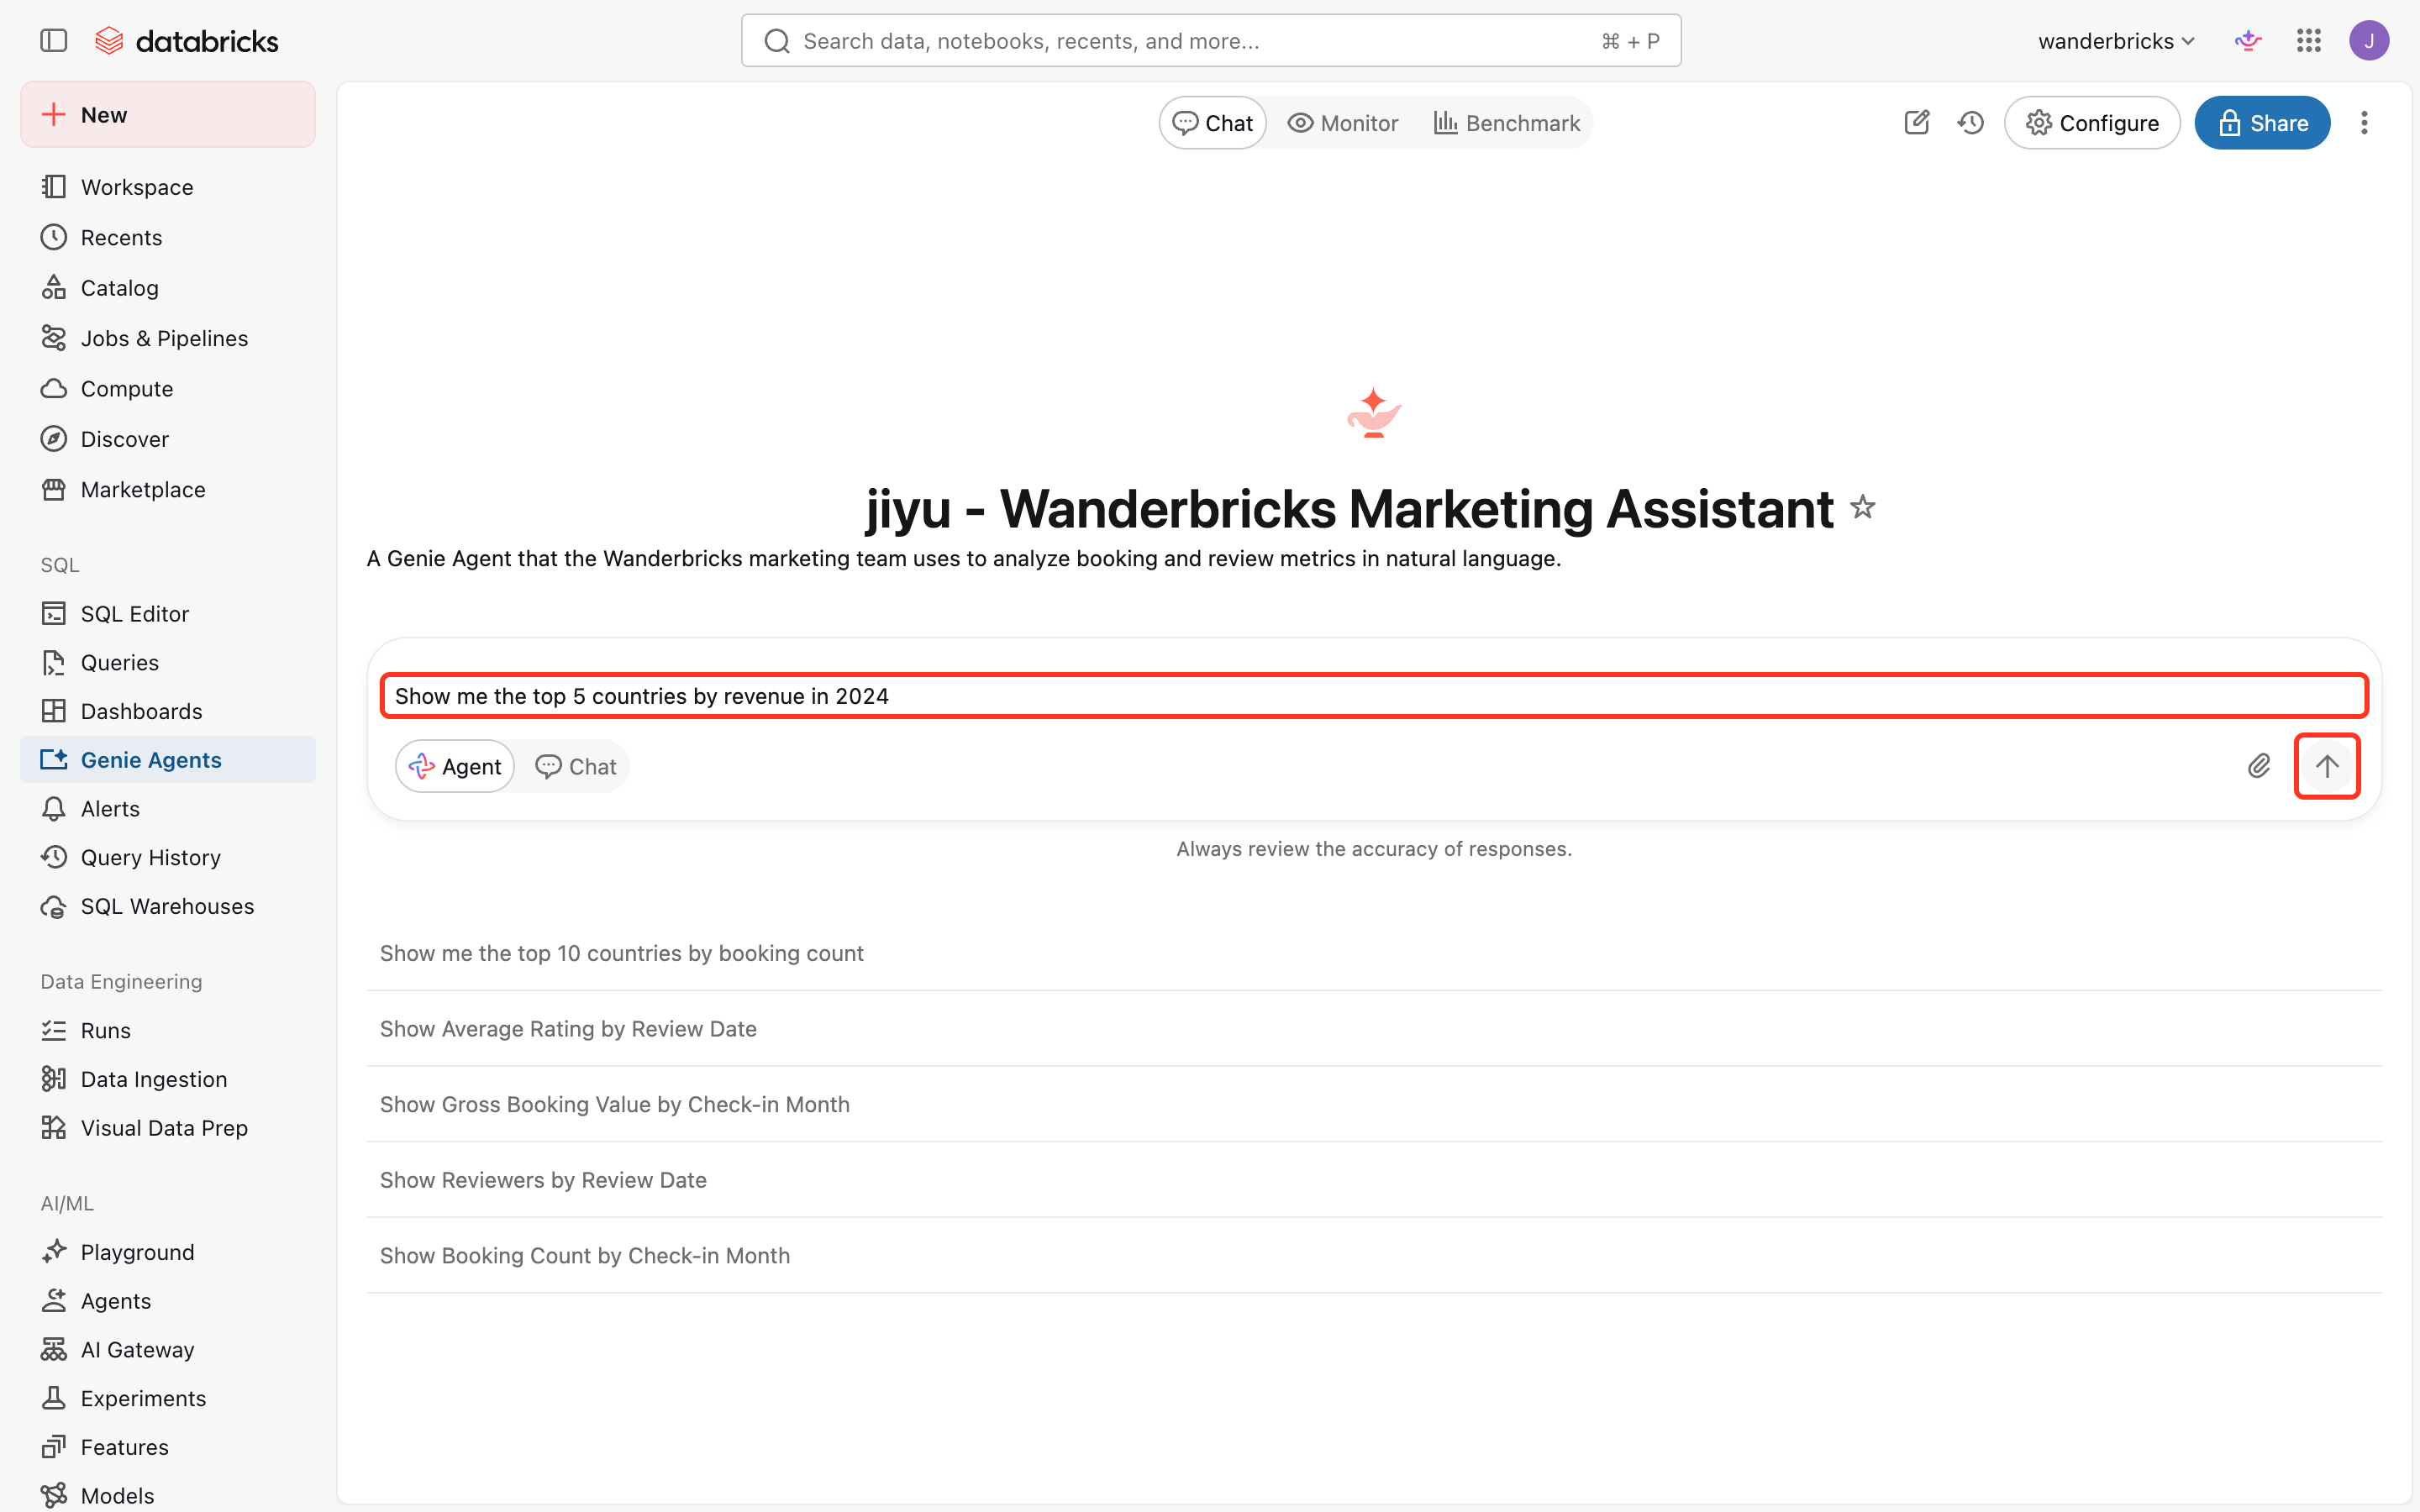 databricks
Search data, notebooks, recents, and more...
⌘ + P
wanderbricks
J
New
Workspace
Recents
Catalog
Jobs & Pipelines
Compute
Discover
Marketplace
SQL
SQL Editor
Queries
Dashboards
Genie Agents
Alerts
Query History
SQL Warehouses
Data Engineering
Runs
Data Ingestion
Visual Data Prep
AI/ML
Playground
Agents
AI Gateway
Experiments
Features
Models
Chat
Monitor
Benchmark
Configure
Share
jiyu - Wanderbricks Marketing Assistant
A Genie Agent that the Wanderbricks marketing team uses to analyze booking and review metrics in natural language.
Show me the top 5 countries by revenue in 2024
Agent
Chat
Always review the accuracy of responses.
Show me the top 10 countries by booking count
Show Average Rating by Review Date
Show Gross Booking Value by Check-in Month
Show Reviewers by Review Date
Show Booking Count by Check-in Month